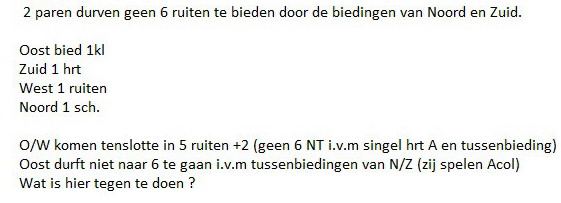 2 paren durven geen 6 ruiten te bieden door de biedingen van Noord en Zuid.
Oost bied 1kl
Zuid 1 hrt
West 1 ruiten
Noord 1 sch.
O/W komen tenslotte in 5 ruiten +2 (geen 6 NT i.v.m singel hrt A en tussenbieding)
Oost durft niet naar 6 te gaan i.v.m tussenbiedingen van N/Z (zij spelen Acol)
Wat is hier tegen te doen ?